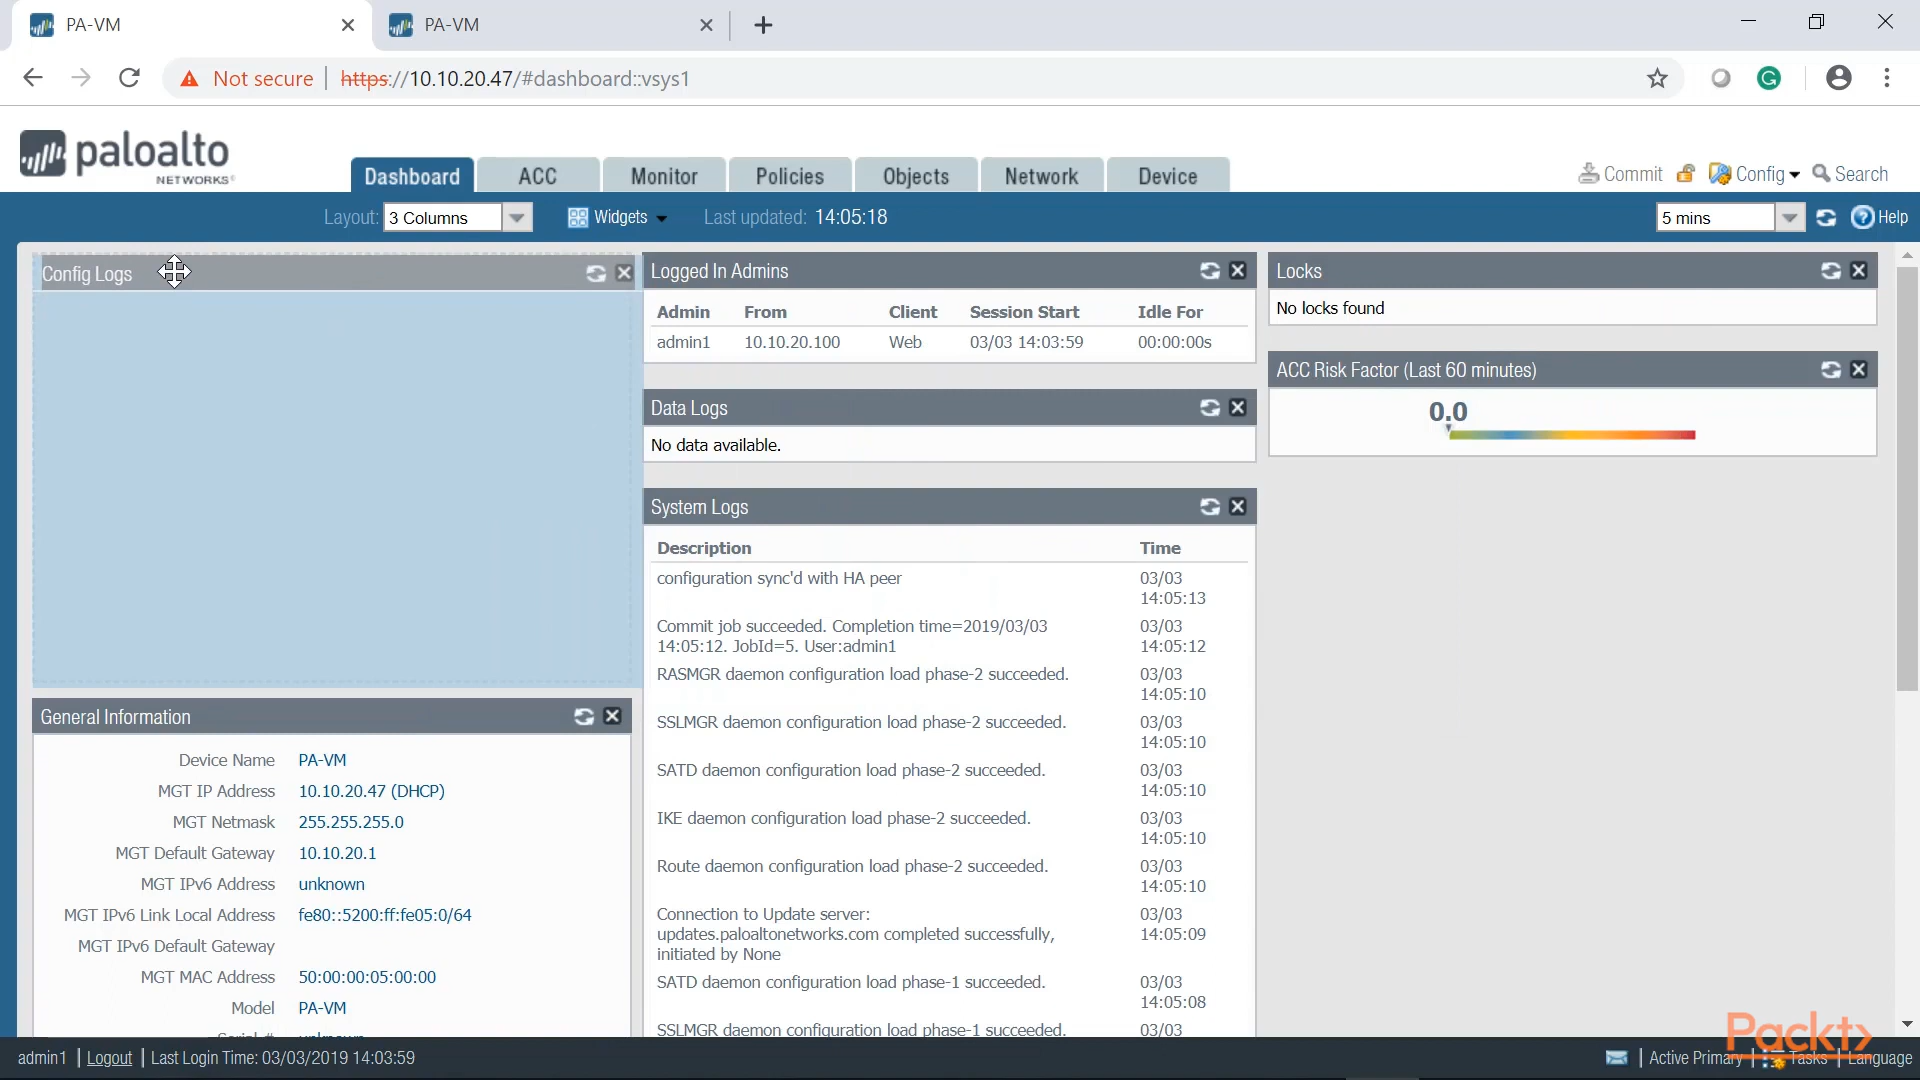 PA-VM
PA-VM
Not secure
https://10.10.20.47/#dashboard::vsys1
paloalto
NETWORKS®
Dashboard
ACC
Monitor
Policies
Objects
Network
Device
Commit
Config
Search
Layout: 3 Columns
Widgets
Last updated: 14:05:18
5 mins
Help
Config Logs
General Information
Device Name PA-VM
MGT IP Address 10.10.20.47 (DHCP)
MGT Netmask 255.255.255.0
MGT Default Gateway 10.10.20.1
MGT IPv6 Address unknown
MGT IPv6 Link Local Address fe80::5200:ff:fe05:0/64
MGT IPv6 Default Gateway
MGT MAC Address 50:00:00:05:00:00
Model PA-VM
Logged In Admins
Admin From Client Session Start Idle For
admin1 10.10.20.100 Web 03/03 14:03:59 00:00:00s
Data Logs
No data available.
System Logs
Description Time
configuration sync'd with HA peer 03/03
14:05:13
Commit job succeeded. Completion time=2019/03/03 03/03
14:05:12. JobId=5. User:admin1 14:05:12
RASMGR daemon configuration load phase-2 succeeded. 03/03
14:05:10
SSLMGR daemon configuration load phase-2 succeeded. 03/03
14:05:10
SATD daemon configuration load phase-2 succeeded. 03/03
14:05:10
IKE daemon configuration load phase-2 succeeded. 03/03
14:05:10
Route daemon configuration load phase-2 succeeded. 03/03
14:05:10
Connection to Update server: 03/03
updates.paloaltonetworks.com completed successfully, 14:05:09
initiated by None
SATD daemon configuration load phase-1 succeeded. 03/03
14:05:08
SSLMGR daemon configuration load phase-1 succeeded. 03/03
Locks
No locks found
ACC Risk Factor (Last 60 minutes)
0.0
Packt>
admin1 | Logout | Last Login Time: 03/03/2019 14:03:59
Active Primary | Tasks | Language